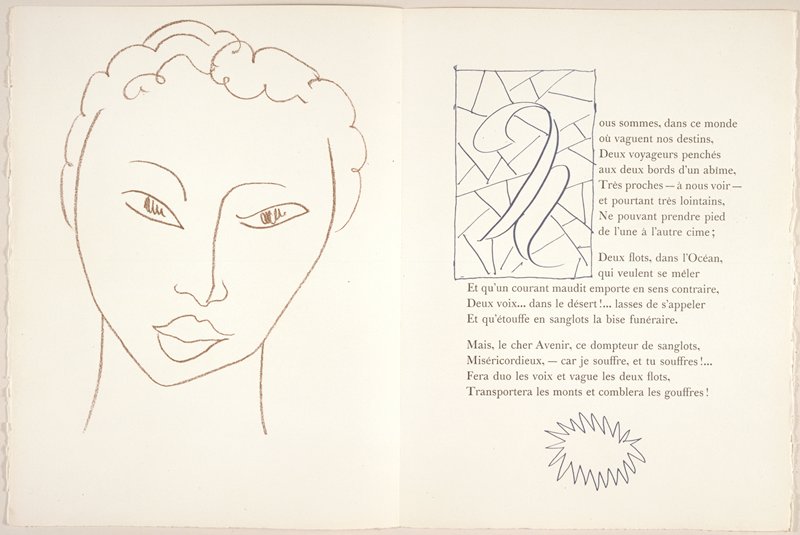 Nous sommes, dans ce monde
où vaguent nos destins,
Deux voyageurs penchés
aux deux bords d'un abîme,
Très proches — à nous voir —
et pourtant très lointains,
Ne pouvant prendre pied
de l'une à l'autre cime ;
Deux flots, dans l'Océan,
qui veulent se mêler
Et qu'un courant maudit emporte en sens contraire,
Deux voix... dans le désert !... lasses de s'appeler
Et qu'étouffe en sanglots la bise funéraire.
Mais, le cher Avenir, ce dompteur de sanglots,
Miséricordieux, — car je souffre, et tu souffres !...
Fera duo les voix et vague les deux flots,
Transportera les monts et comblera les gouffres !